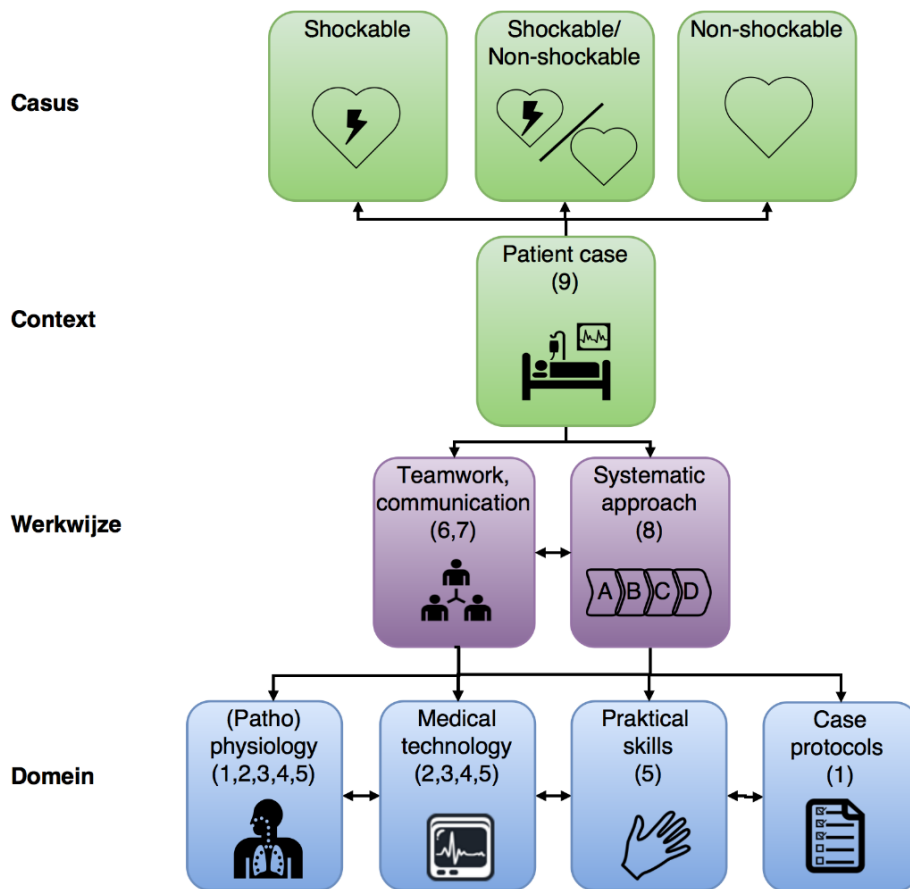 Casus
Shockable
Shockable/
Non-shockable
Non-shockable
Context
Patient case
(9)
Werkwijze
Teamwork,
communication
(6,7)
Systematic
approach
(8)
A B C D
Domein
(Patho)
physiology
(1,2,3,4,5)
Medical
technology
(2,3,4,5)
Praktical
skills
(5)
Case
protocols
(1)